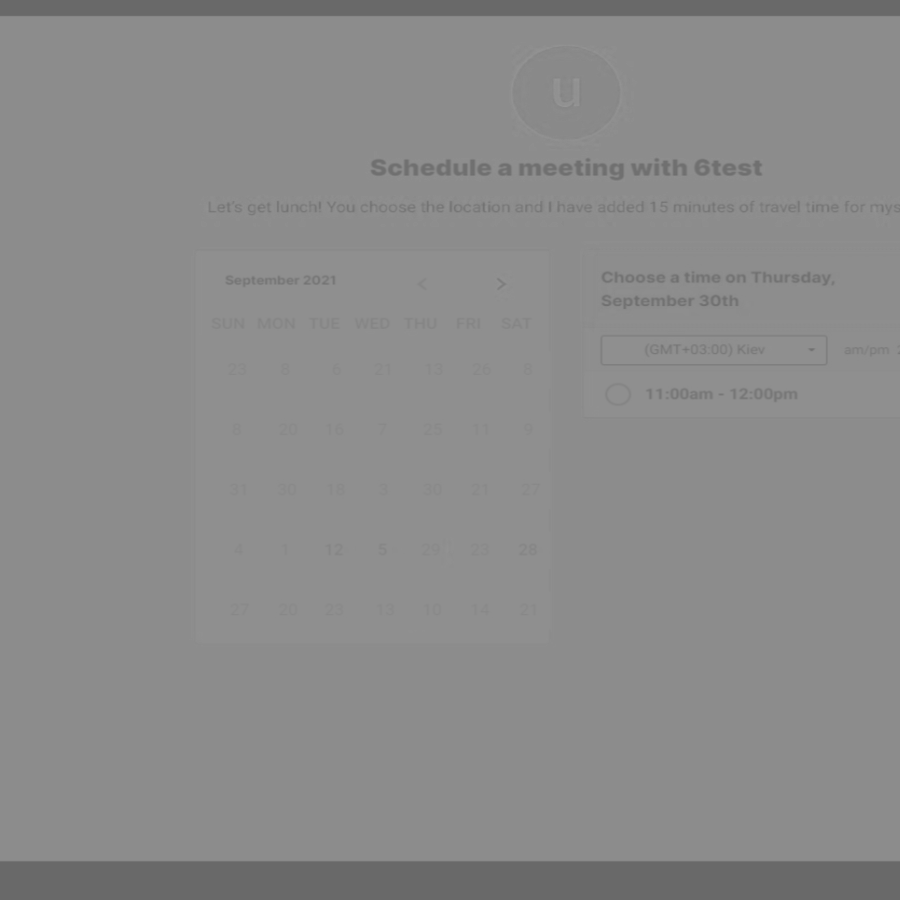 u
Schedule a meeting with 6test
Let's get lunch! You choose the location and I have added 15 minutes of travel time for mys
September 2021 < >
SUN MON TUE WED THU FRI SAT
23 8 6 21 13 26 8
8 20 16 7 25 11 9
31 30 18 3 30 21 27
4 1 12 5 29 23 28
27 20 23 13 10 14 21
Choose a time on Thursday,
September 30th
(GMT+03:00) Kiev am/pm
11:00am - 12:00pm